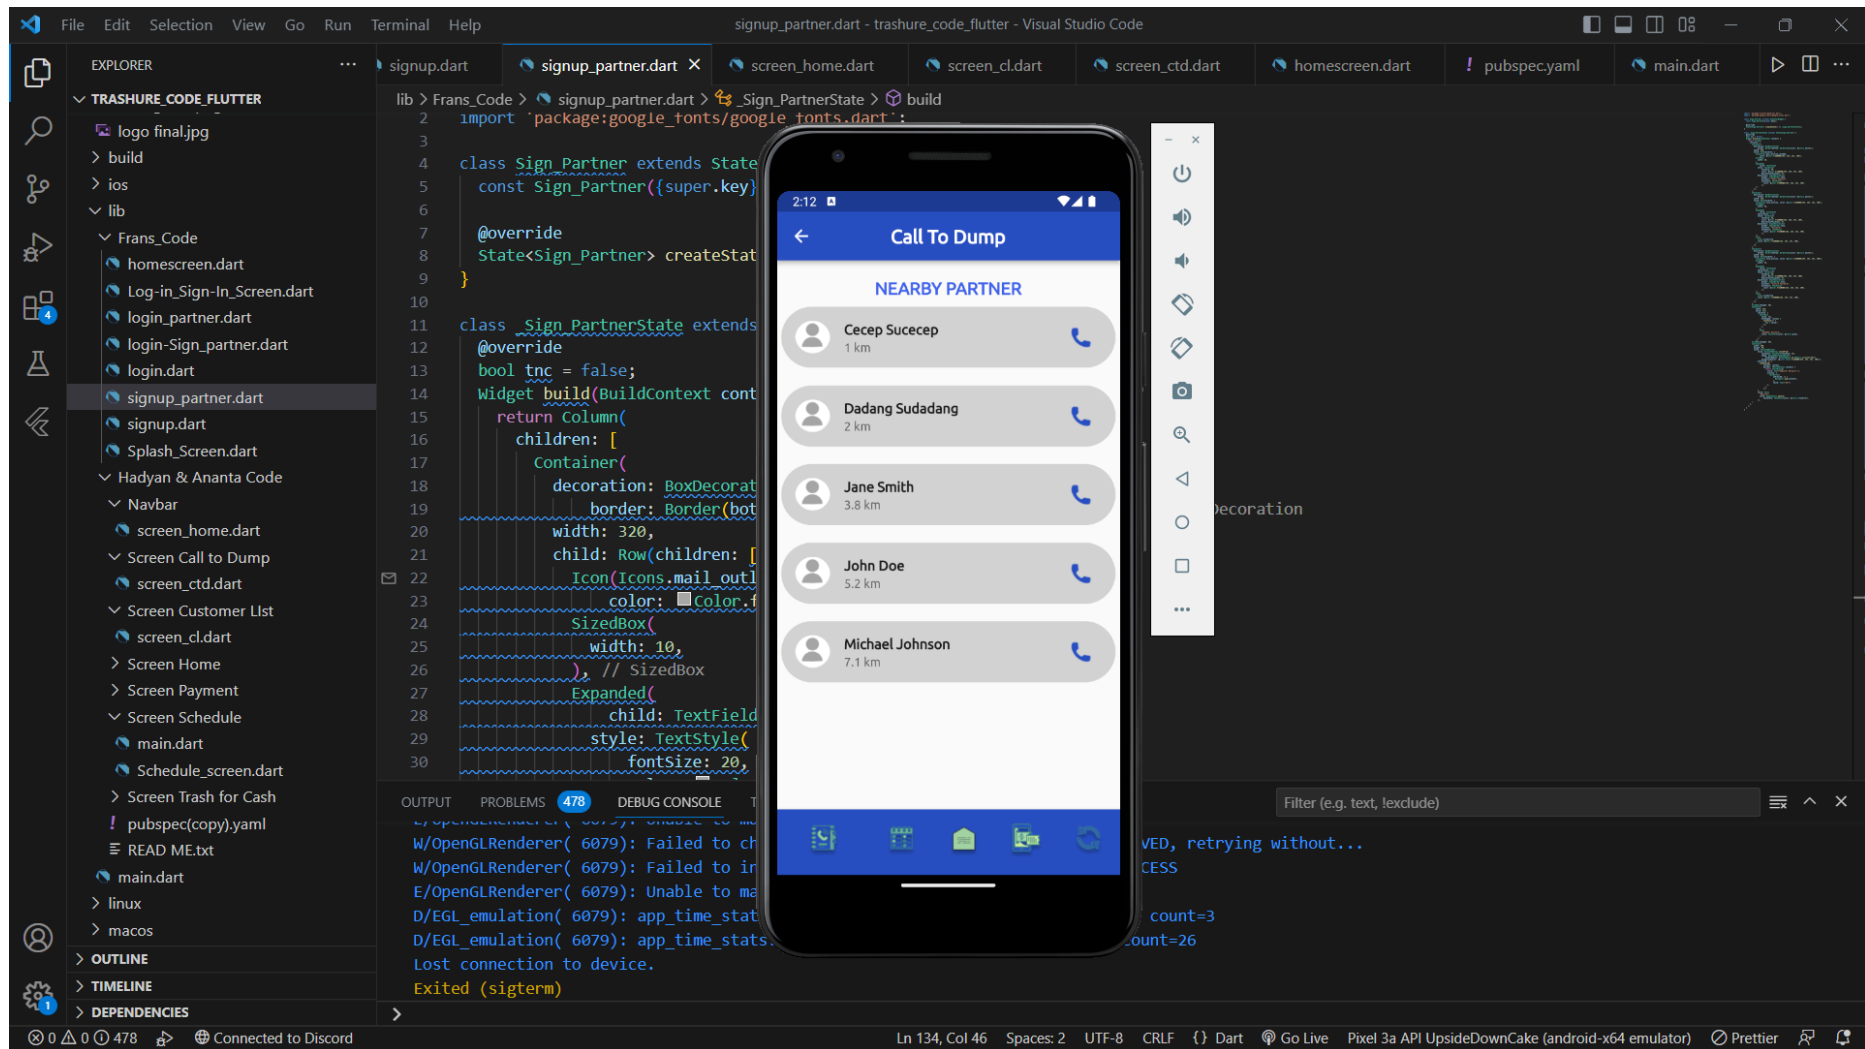 File Edit Selection View Go Run Terminal Help
signup_partner.dart - trashure_code_flutter - Visual Studio Code
EXPLORER
TRASHURE_CODE_FLUTTER
logo final.jpg
build
ios
lib
Frans_Code
homescreen.dart
Log-in_Sign-In_Screen.dart
login_partner.dart
login-Sign_partner.dart
login.dart
signup_partner.dart
signup.dart
Splash_Screen.dart
Hadyan & Ananta Code
Navbar
screen_home.dart
Screen Call to Dump
screen_ctd.dart
Screen Customer LIst
screen_cl.dart
Screen Home
Screen Payment
Screen Schedule
main.dart
Schedule_screen.dart
Screen Trash for Cash
pubspec(copy).yaml
READ ME.txt
main.dart
linux
macos
OUTLINE
TIMELINE
DEPENDENCIES
4
1
signup.dart signup_partner.dart screen_home.dart screen_cl.dart screen_ctd.dart homescreen.dart pubspec.yaml main.dart
lib > Frans_Code > signup_partner.dart > _Sign_PartnerState > build
2 import 'package:google_fonts/google_fonts.dart';
3
4 class Sign_Partner extends State
5 const Sign_Partner({super.key}
6
7 @override
8 State<Sign_Partner> createStat
9 }
10
11 class _Sign_PartnerState extends
12 @override
13 bool tnc = false;
14 Widget build(BuildContext cont
15 return Column(
16 children: [
17 Container(
18 decoration: BoxDecorat
19 border: Border(bot
Decoration
20 width: 320,
21 child: Row(children: [
22 Icon(Icons.mail_outl
23 color: Color.f
24 SizedBox(
25 width: 10,
26 ), // SizedBox
27 Expanded(
28 child: TextField
29 style: TextStyle(
30 fontSize: 20,
2:12
Call To Dump
NEARBY PARTNER
Cecep Sucecep
1 km
Dadang Sudadang
2 km
Jane Smith
3.8 km
John Doe
5.2 km
Michael Johnson
7.1 km
OUTPUT PROBLEMS 478 DEBUG CONSOLE T
Filter (e.g. text, !exclude)
E/OpenGLRenderer( 6079): Unable to ma
W/OpenGLRenderer( 6079): Failed to ch VED, retrying without...
W/OpenGLRenderer( 6079): Failed to in CESS
E/OpenGLRenderer( 6079): Unable to ma
D/EGL_emulation( 6079): app_time_stat count=3
D/EGL_emulation( 6079): app_time_stats: ount=26
Lost connection to device.
Exited (sigterm)
0 0 478 Connected to Discord
Ln 134, Col 46 Spaces: 2 UTF-8 CRLF {} Dart Go Live Pixel 3a API UpsideDownCake (android-x64 emulator) Prettier